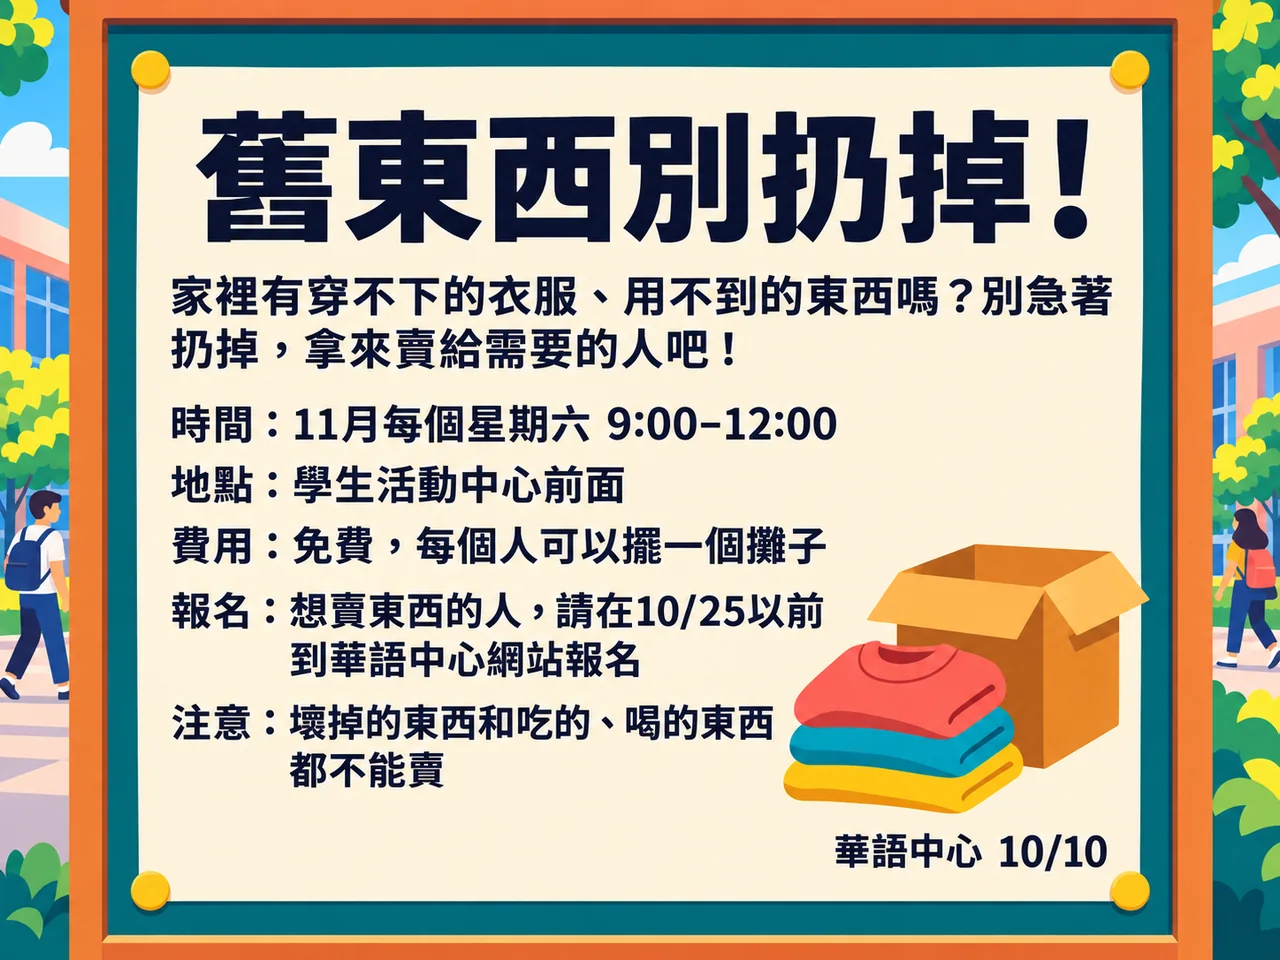 舊東西別扔掉！
家裡有穿不下的衣服、用不到的東西嗎？別急著
扔掉，拿來賣給需要的人吧！
時間：11月每個星期六 9:00–12:00
地點：學生活動中心前面
費用：免費，每個人可以擺一個攤子
報名：想賣東西的人，請在10/25以前
到華語中心網站報名
注意：壞掉的東西和吃的、喝的東西
都不能賣
華語中心 10/10